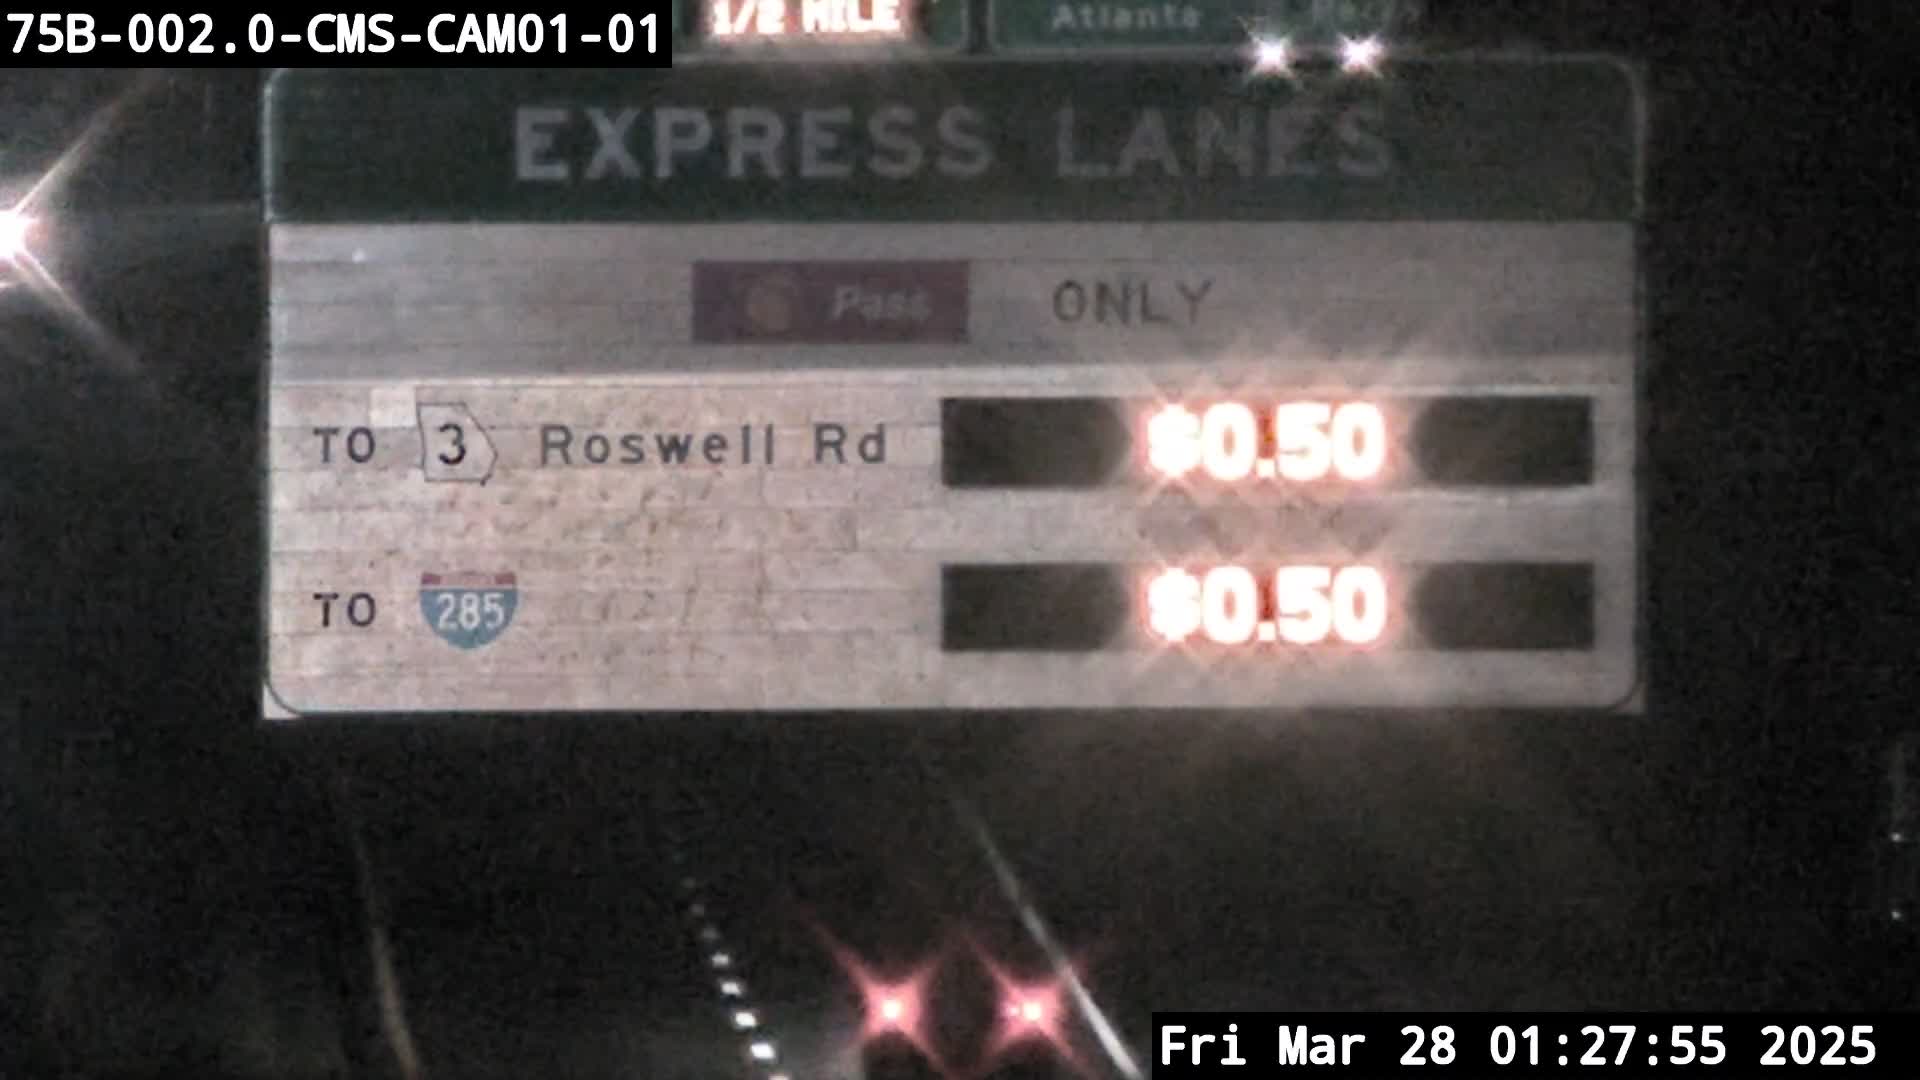 75B-002.0-CMS-CAM01-01
1/2 MILE
Atlanta
EXPRESS LANES
Pass ONLY
TO 3 Roswell Rd $0.50
TO 285 $0.50
Fri Mar 28 01:27:55 2025